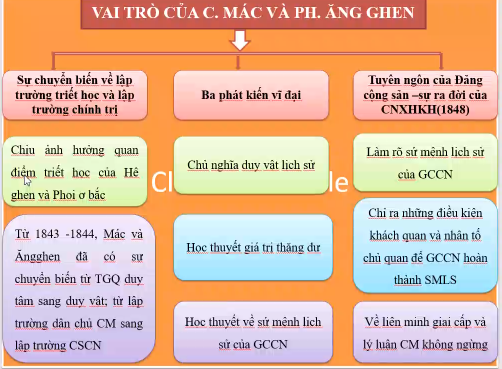 VAI TRÒ CỦA C. MÁC VÀ PH. ĂNG GHEN
Sự chuyển biến về lập
trường triết học và lập
trường chính trị
Chịu ảnh hưởng quan
điểm triết học của Hê
ghen và Phoi ơ bắc
Từ 1843 -1844, Mác và
Ăngghen đã có sự
chuyển biến từ TGQ duy
tâm sang duy vật; từ lập
trường dân chủ CM sang
lập trường CSCN
Ba phát kiến vĩ đại
Chủ nghĩa duy vật lịch sử
Học thuyết giá trị thăng dư
Học thuyết về sứ mệnh lịch
sử của GCCN
Tuyên ngôn của Đảng
cộng sản –sự ra đời của
CNXHKH(1848)
Làm rõ sứ mệnh lịch sử
của GCCN
Chỉ ra những điều kiện
khách quan và nhân tố
chủ quan để GCCN hoàn
thành SMLS
Về liên minh giai cấp và
lý luận CM không ngừng